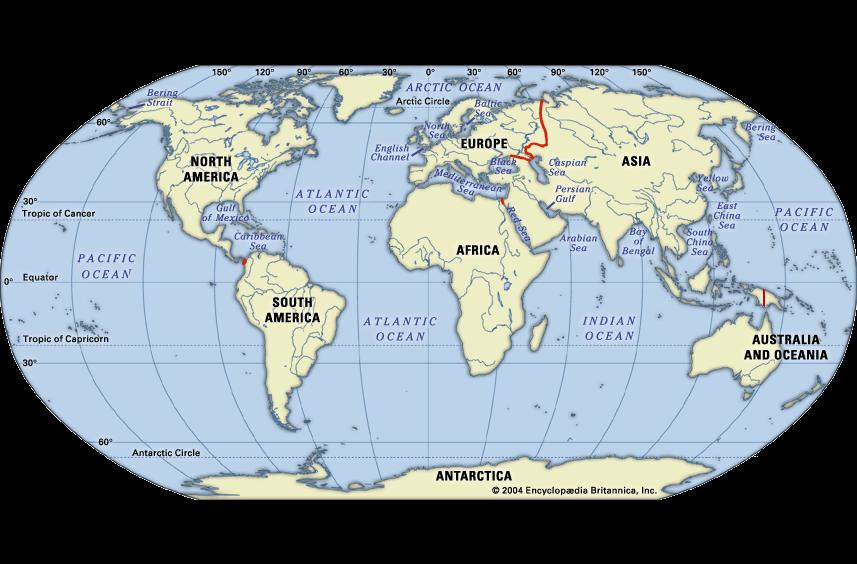 150° 120° 90° 60° 30° 0° 30° 60° 90° 120° 150°
ARCTIC OCEAN
Arctic Circle
Bering
Strait
60°
Baltic
Sea
North
Sea
English
Channel
EUROPE
Black
Sea
Caspian
Sea
ASIA
Bering
Sea
NORTH
AMERICA
Mediterranean
Sea
Persian
Gulf
Yellow
Sea
30°
Tropic of Cancer
ATLANTIC
OCEAN
Gulf
of Mexico
Red Sea
East
China
Sea
PACIFIC
OCEAN
Caribbean
Sea
AFRICA
Arabian
Sea
Bay
of
Bengal
South
China
Sea
PACIFIC
OCEAN
0°
Equator
SOUTH
AMERICA
ATLANTIC
OCEAN
INDIAN
OCEAN
Tropic of Capricorn
AUSTRALIA
AND OCEANIA
30°
60°
Antarctic Circle
ANTARCTICA
© 2004 Encyclopædia Britannica, Inc.